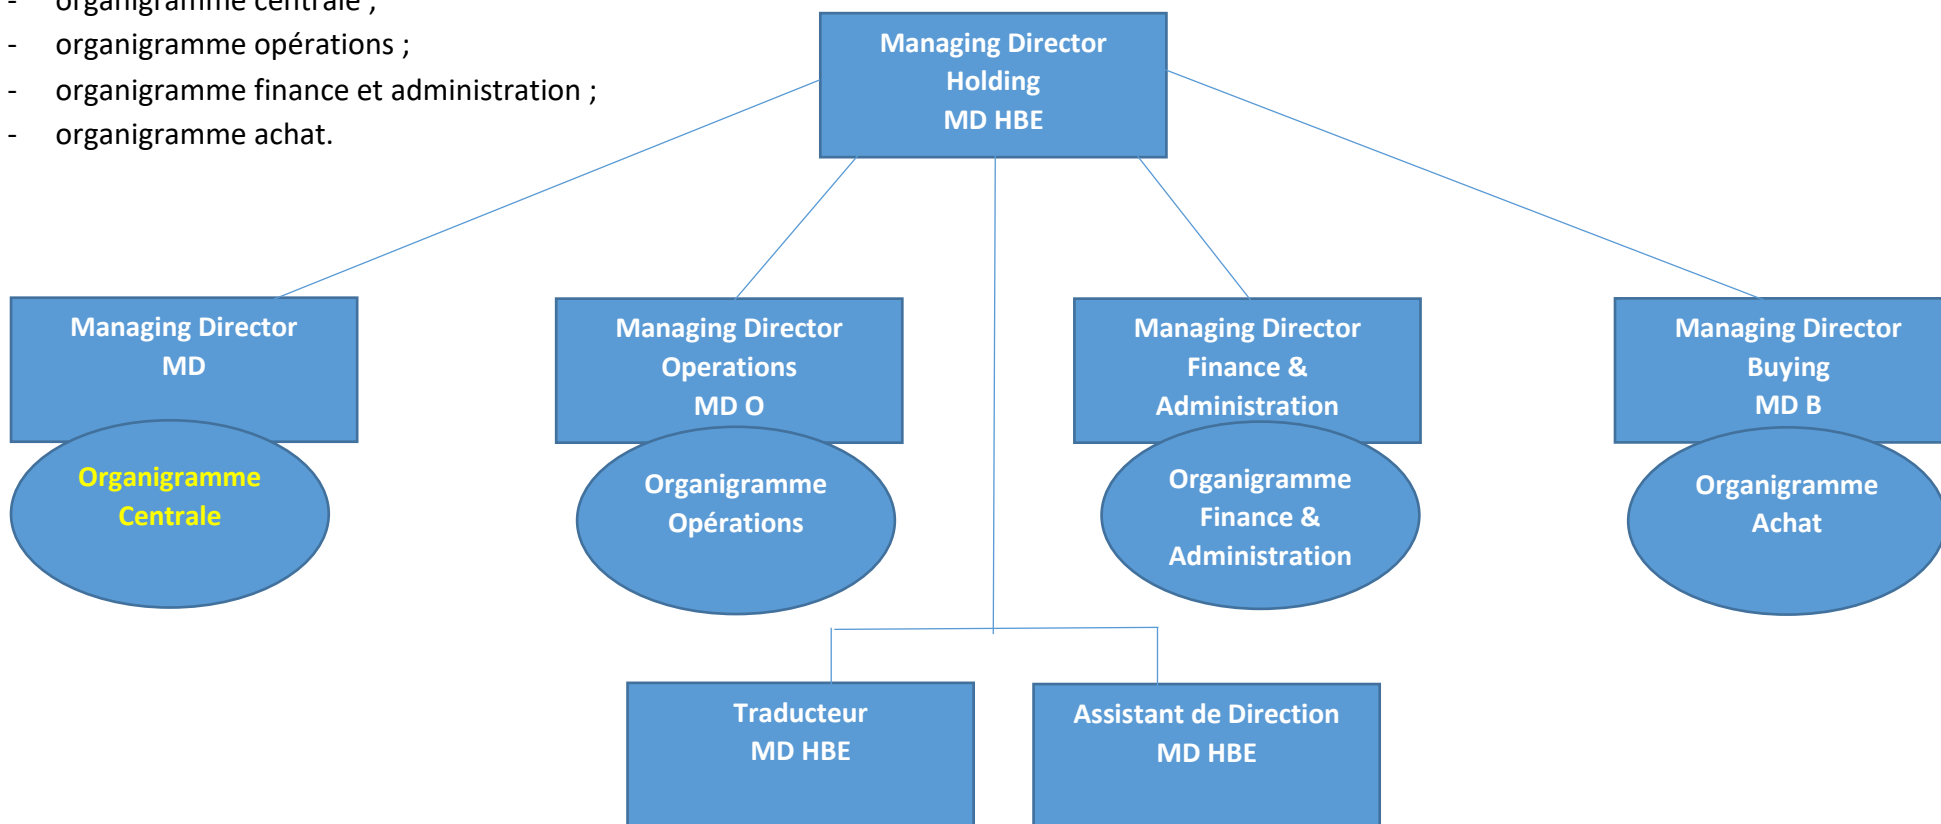 - organigramme centrale ;
- organigramme opérations ;
- organigramme finance et administration ;
- organigramme achat.
Managing Director
Holding
MD HBE
Managing Director
MD
Organigramme
Centrale
Managing Director
Operations
MD O
Organigramme
Opérations
Managing Director
Finance &
Administration
Organigramme
Finance &
Administration
Managing Director
Buying
MD B
Organigramme
Achat
Traducteur
MD HBE
Assistant de Direction
MD HBE